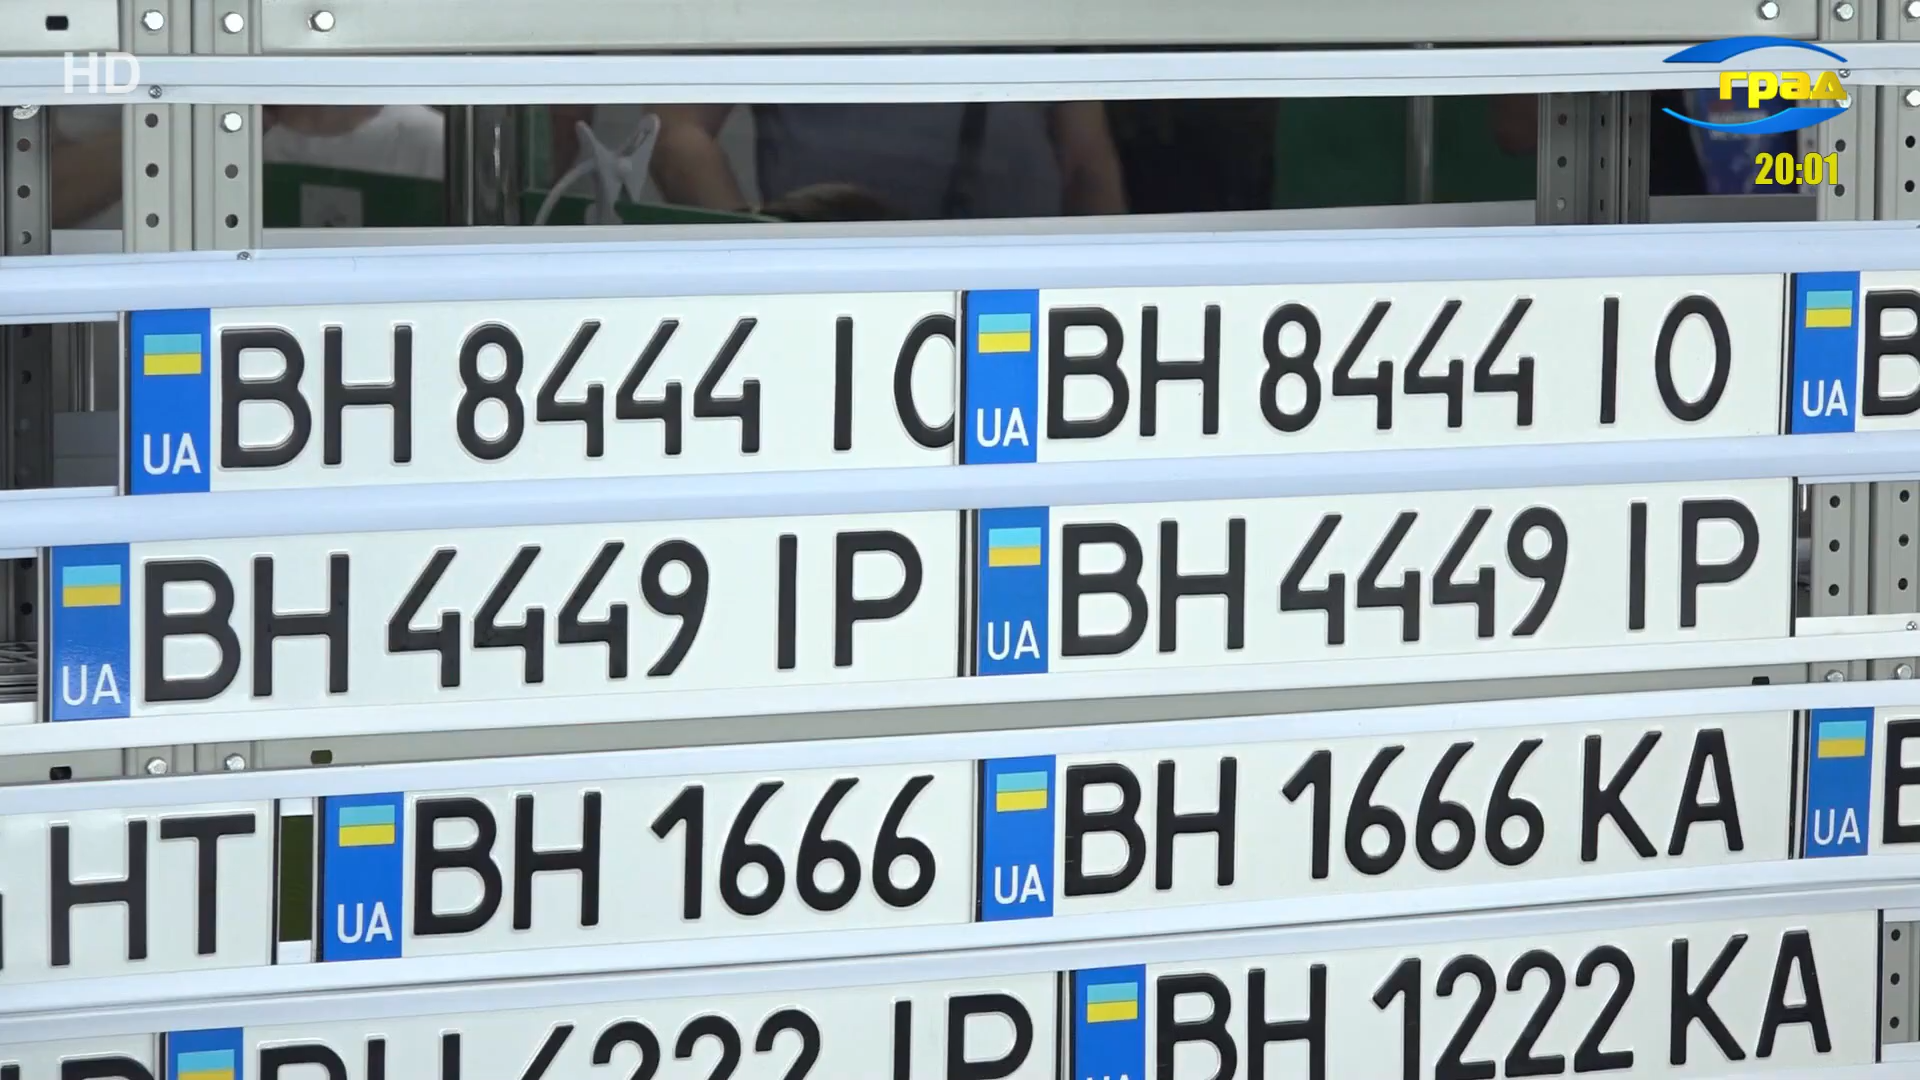 HD
град
20:01
UA BH 8444 IO UA BH 8444 IO UA B
UA BH 4449 IP UA BH 4449 IP
HT UA BH 1666 UA BH 1666 KA UA
BH 1222 KA